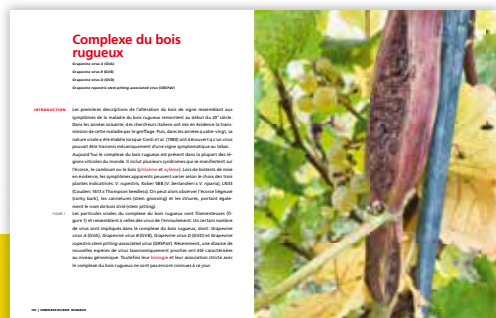 Complexe du bois
rugueux
Grapevine virus A (GVA)
Grapevine virus B (GVB)
Grapevine virus D (GVD)
Grapevine rupestris stem pitting-associated virus (GRSPaV)
INTRODUCTION
Les premières descriptions de l'altération du bois de vigne ressemblant aux
symptômes de la maladie du bois rugueux remontent au début du 20e siècle.
Dans les années soixante, des chercheurs italiens ont mis en évidence la trans-
mission de cette maladie par le greffage. Puis, dans les années quatre-vingt, sa
nature virale a été établie lorsque Conti et al. (1980) ont découvert qu'un virus
pouvait être transmis mécaniquement d'une vigne symptomatique au tabac.
Aujourd'hui le complexe du bois rugueux est présent dans la plupart des ré-
gions viticoles du monde. Il inclut plusieurs syndromes qui se manifestent sur
l'écorce, le cambium ou le bois (phloème et xylème). Lors de biotests de mise
en évidence, les symptômes apparents peuvent varier selon le choix des trois
plantes indicatrices: V. rupestris, Kober 5BB (V. berlandieri x V. riparia), LN33
(Couderc 1613 x Thompson Seedless). On peut alors observer l'écorce liégeuse
(corky bark), les cannelures (stem grooving) et les striures, portant égale-
ment le nom de bois strié (stem pitting).
FIGURE 1
Les particules virales du complexe du bois rugueux sont filamenteuses (fi-
gure 1) et ressemblent à celles des virus de l'enroulement. Un certain nombre
de virus sont impliqués dans le complexe du bois rugueux, dont: Grapevine
virus A (GVA), Grapevine virus B (GVB), Grapevine virus D (GVD) et Grapevine
rupestris stem pitting-associated virus (GRSPaV). Récemment, une dizaine de
nouvelles espèces de virus taxonomiquement proches ont été caractérisées
au niveau génomique. Toutefois leur biologie et leur association stricte avec
le complexe du bois rugueux ne sont pas encore connues à ce jour.
COMPLEXE DU BOIS RUGUEUX